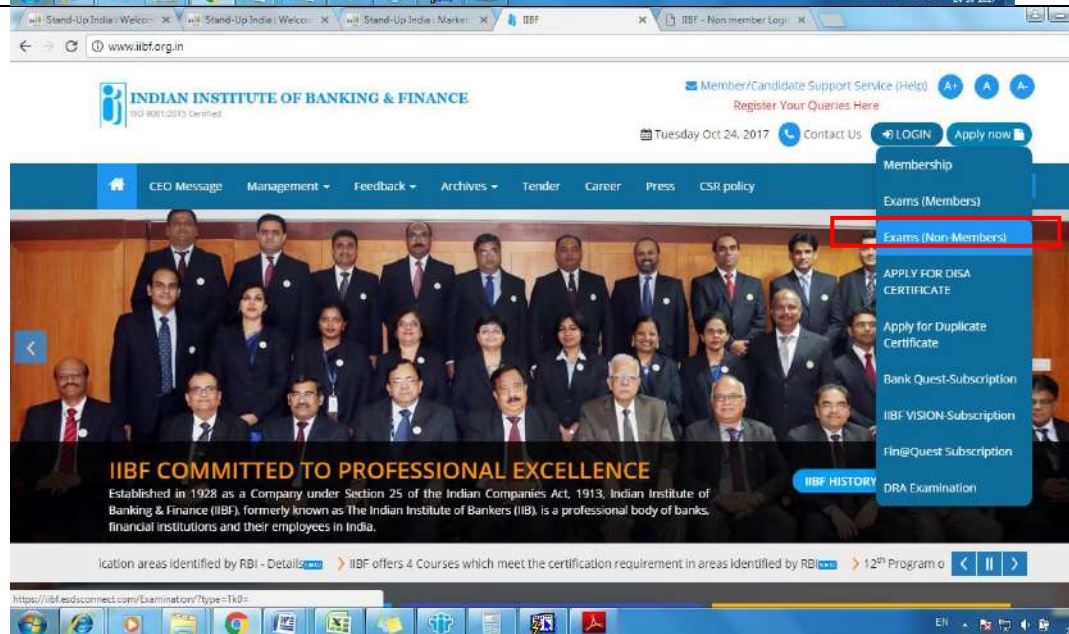 Stand-Up India : Welcom
Stand-Up India : Welcom
Stand-Up India : Market
IIBF
IIBF - Non member Logi
www.iibf.org.in
INDIAN INSTITUTE OF BANKING & FINANCE
ISO 9001:2015 Certified
Member/Candidate Support Service (Help)
A+ A A-
Register Your Queries Here
Tuesday Oct 24, 2017
Contact Us
LOGIN
Apply now
CEO Message
Management
Feedback
Archives
Tender
Career
Press
CSR policy
Membership
Exams (Members)
Exams (Non-Members)
APPLY FOR DISA
CERTIFICATE
Apply for Duplicate
Certificate
Bank Quest-Subscription
IIBF VISION-Subscription
Fin@Quest Subscription
DRA Examination
IIBF COMMITTED TO PROFESSIONAL EXCELLENCE
Established in 1928 as a Company under Section 25 of the Indian Companies Act, 1913, Indian Institute of
Banking & Finance (IIBF), formerly known as The Indian Institute of Bankers (IIB), is a professional body of banks,
financial institutions and their employees in India.
IIBF HISTORY
ication areas identified by RBI - Details
IIBF offers 4 Courses which meet the certification requirement in areas identified by RBI
12th Program o
https://iibf.esdsconnect.com/Examination/?type=Tk0=
EN